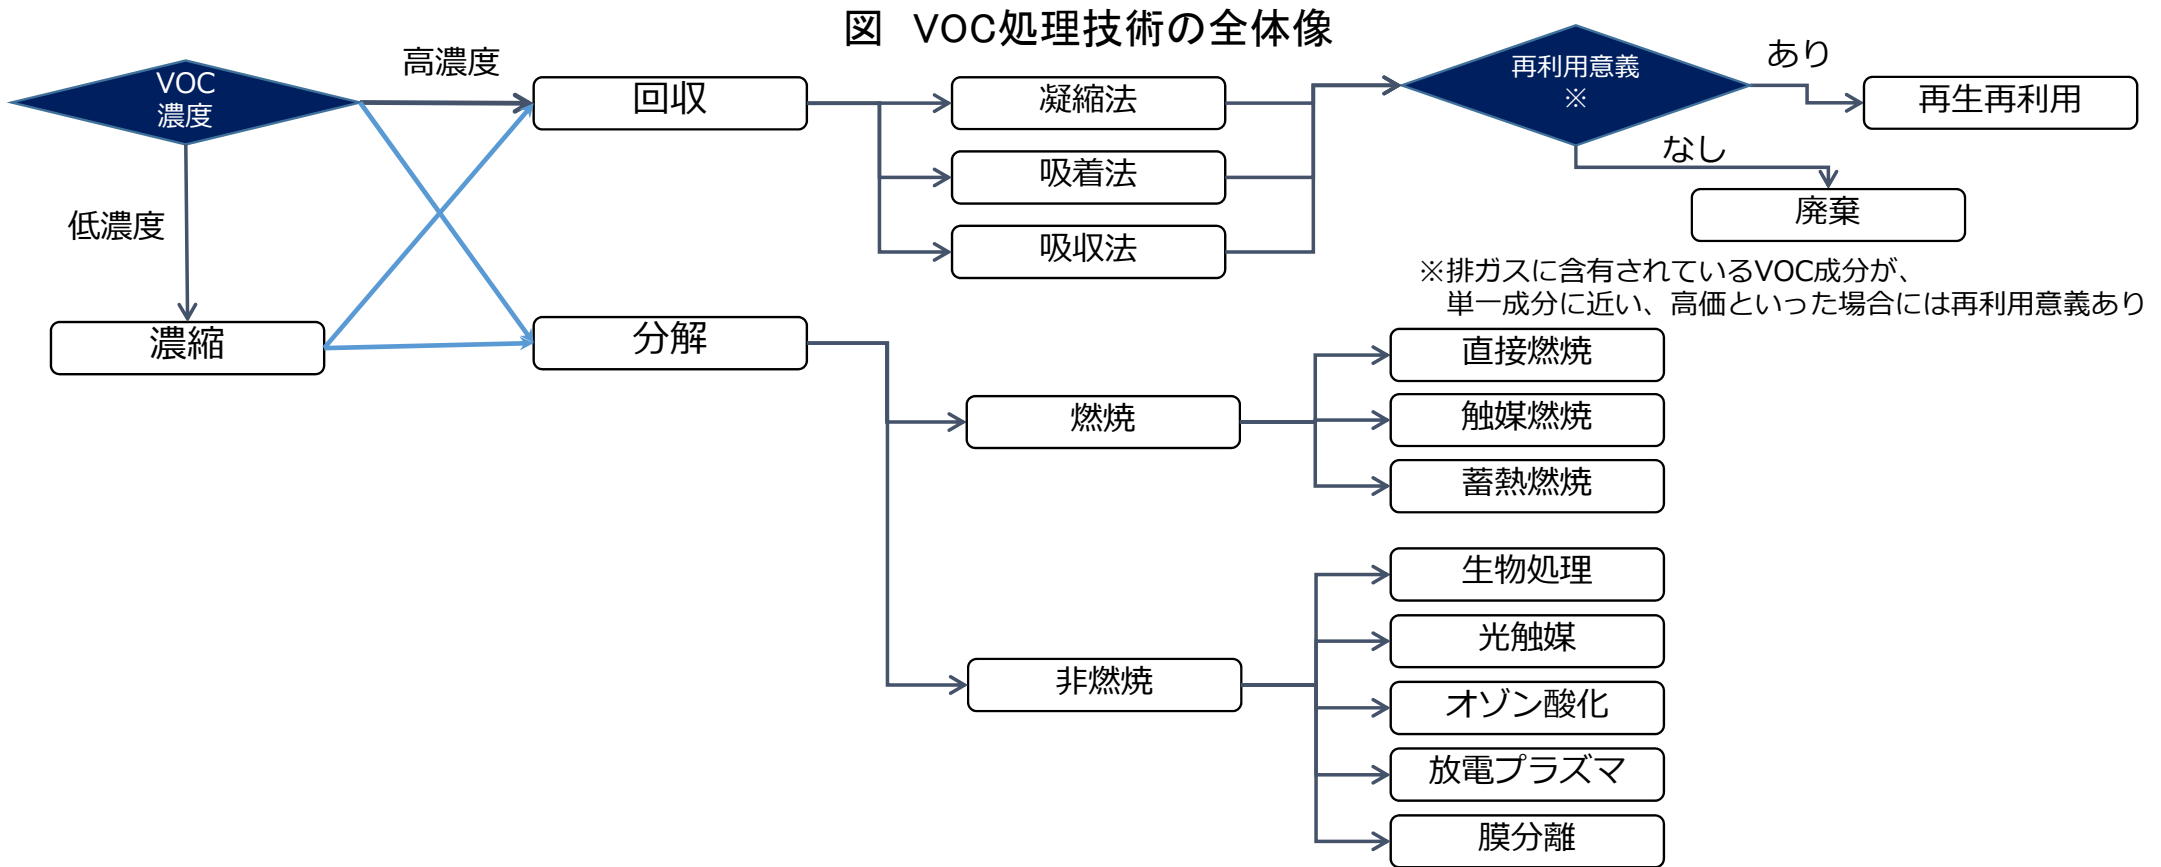 図　VOC処理技術の全体像
VOC
濃度
高濃度
低濃度
濃縮
回収
分解
凝縮法
吸着法
吸収法
再利用意義
※
あり
再生再利用
なし
廃棄
※排ガスに含有されているVOC成分が、
単一成分に近い、高価といった場合には再利用意義あり
燃焼
直接燃焼
触媒燃焼
蓄熱燃焼
非燃焼
生物処理
光触媒
オゾン酸化
放電プラズマ
膜分離